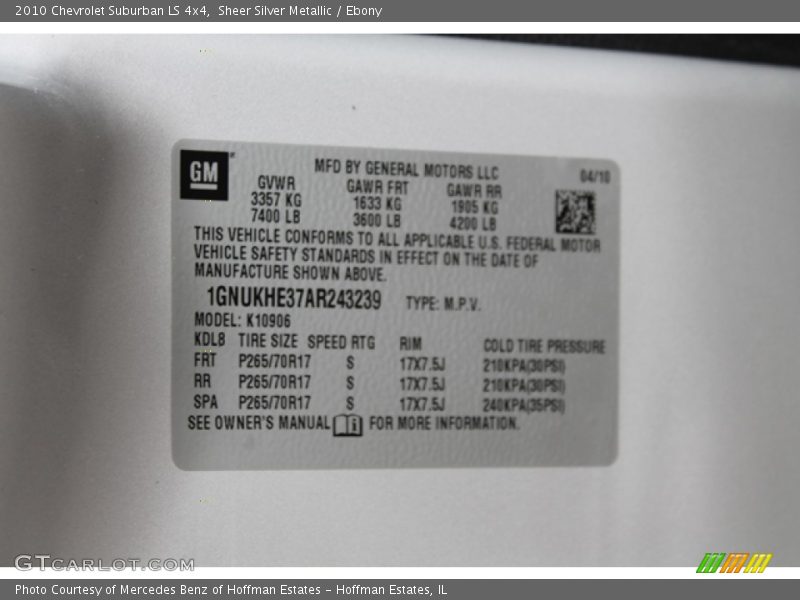 2010 Chevrolet Suburban LS 4x4, Sheer Silver Metallic / Ebony
GM
MFD BY GENERAL MOTORS LLC 04/10
GVWR GAWR FRT GAWR RR
3357 KG 1633 KG 1905 KG
7400 LB 3600 LB 4200 LB
THIS VEHICLE CONFORMS TO ALL APPLICABLE U.S. FEDERAL MOTOR
VEHICLE SAFETY STANDARDS IN EFFECT ON THE DATE OF
MANUFACTURE SHOWN ABOVE.
1GNUKHE37AR243239 TYPE: M.P.V.
MODEL: K10906
KDLB TIRE SIZE SPEED RTG RIM COLD TIRE PRESSURE
FRT P265/70R17 S 17X7.5J 210KPA(30PSI)
RR P265/70R17 S 17X7.5J 210KPA(30PSI)
SPA P265/70R17 S 17X7.5J 240KPA(35PSI)
SEE OWNER'S MANUAL FOR MORE INFORMATION.
GTCARLOT.COM
Photo Courtesy of Mercedes Benz of Hoffman Estates - Hoffman Estates, IL